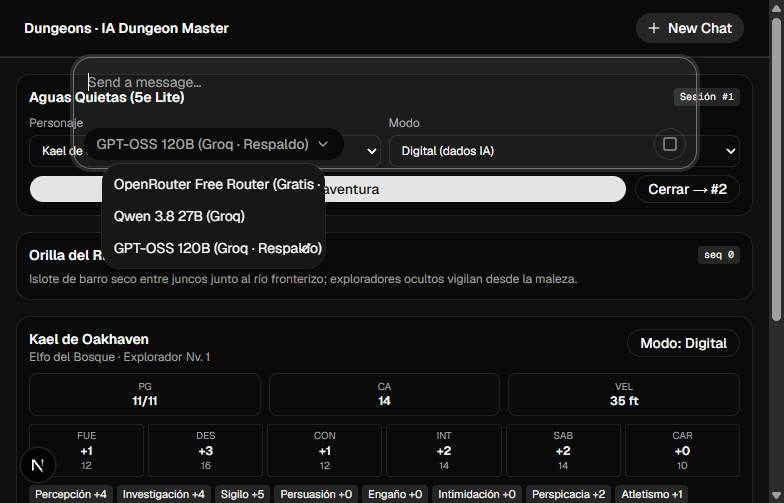 Dungeons · IA Dungeon Master
+ New Chat
Send a message...
Aguas Quietas (5e Lite)
Sesión #1
Personaje
Modo
Kael de
GPT-OSS 120B (Groq · Respaldo)
Digital (dados IA)
OpenRouter Free Router (Gratis ·
aventura
Cerrar → #2
Qwen 3.8 27B (Groq)
GPT-OSS 120B (Groq · Respaldo)
Orilla del R
seq 0
Islote de barro seco entre juncos junto al río fronterizo; exploradores ocultos vigilan desde la maleza.
Kael de Oakhaven
Elfo del Bosque · Explorador Nv. 1
Modo: Digital
PG
11/11
CA
14
VEL
35 ft
FUE
+1
12
DES
+3
16
CON
+1
12
INT
+2
14
SAB
+2
14
CAR
+0
10
N
Percepción +4
Investigación +4
Sigilo +5
Persuasión +0
Engaño +0
Intimidación +0
Perspicacia +2
Atletismo +1